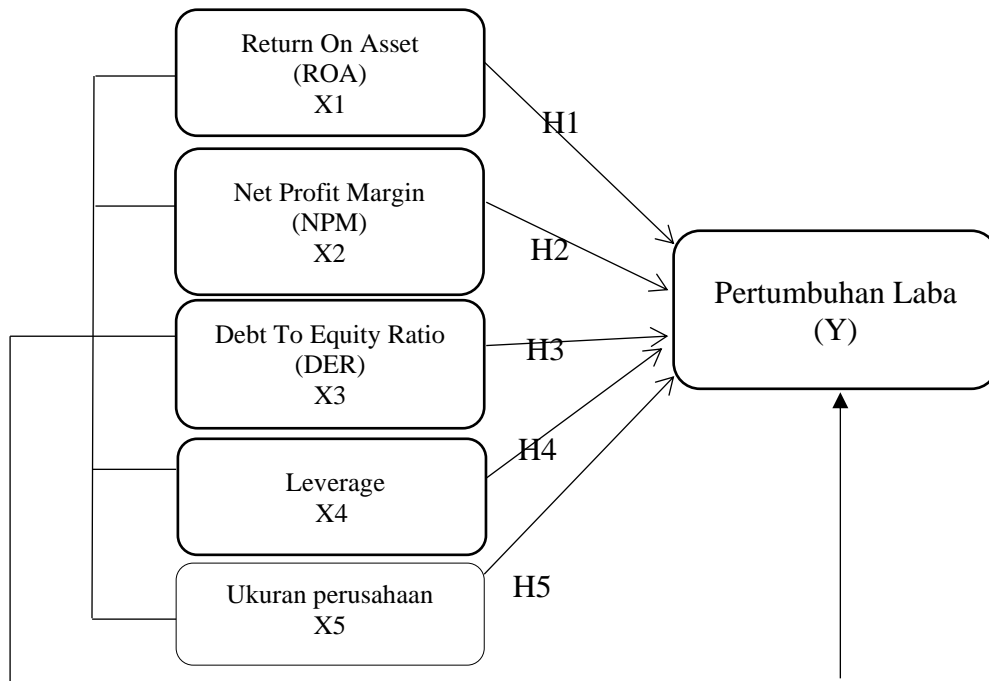 Return On Asset
(ROA)
X1
H1
Net Profit Margin
(NPM)
X2
H2
Debt To Equity Ratio
(DER)
X3
H3
Leverage
X4
H4
Ukuran perusahaan
X5
H5
Pertumbuhan Laba
(Y)